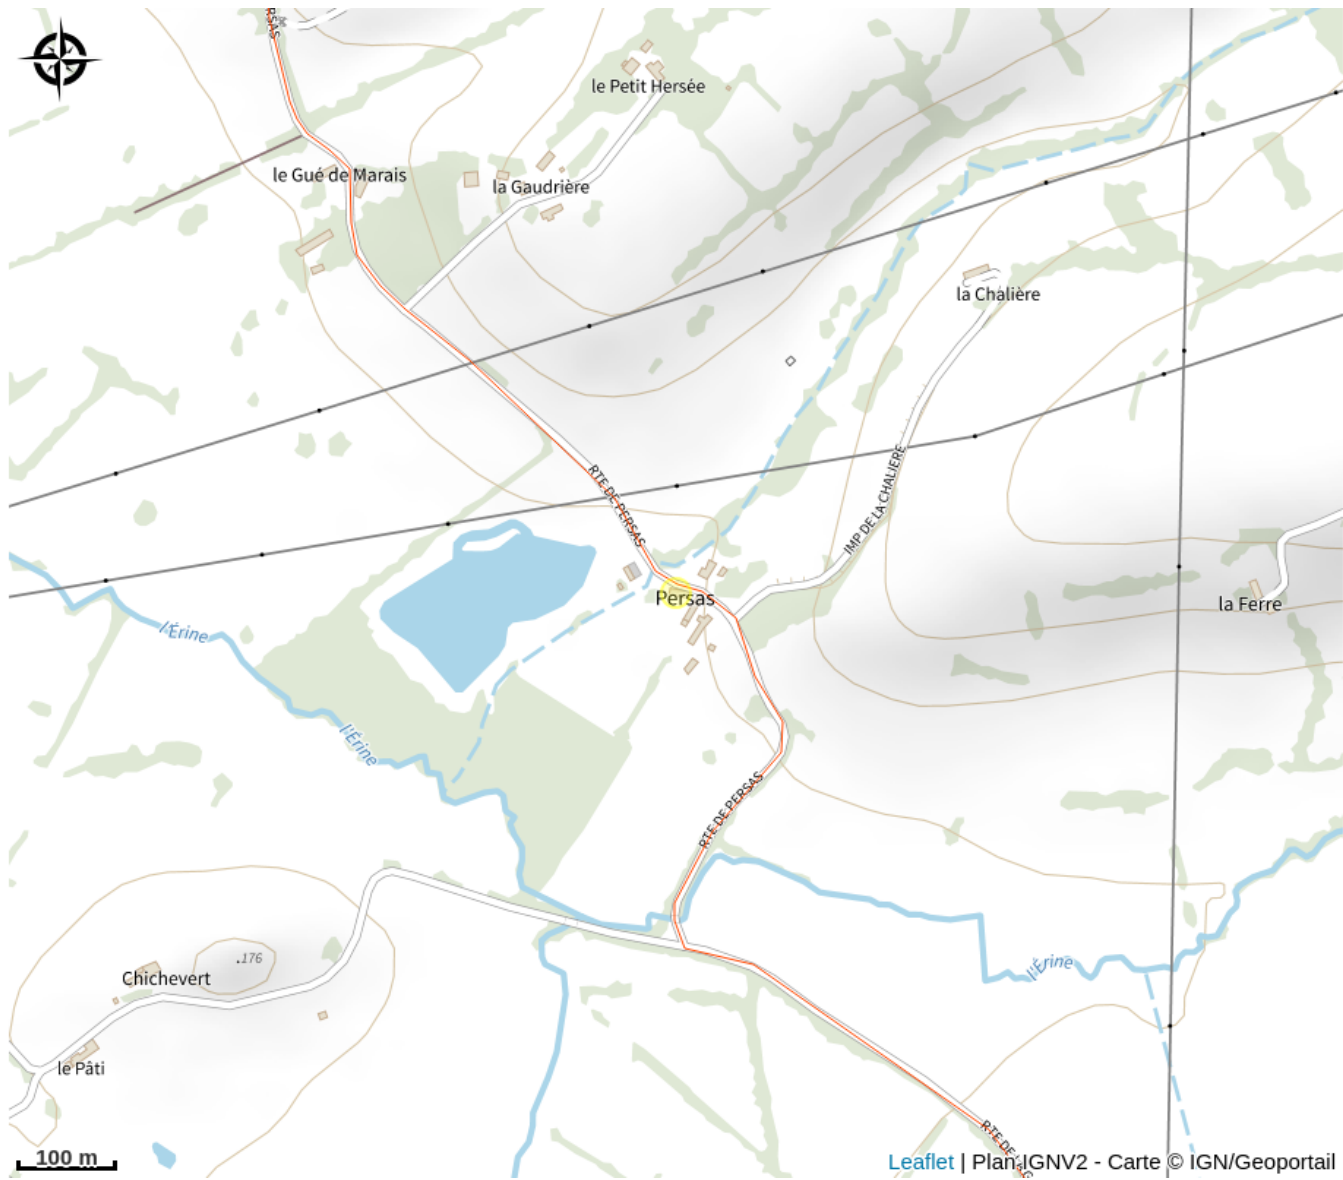 RSAS
le Petit Hersée
le Gué de Marais
la Gaudrière
la Chalière
RTE DE PERSAS
IMP DE LA CHALIERE
Persas
la Ferre
l'Érine
l'Érine
RTE DE PERSAS
.176
Chichevert
l'Érine
le Pâti
RTE DE
100 m
Leaflet | Plan IGNV2 - Carte © IGN/Geoportail